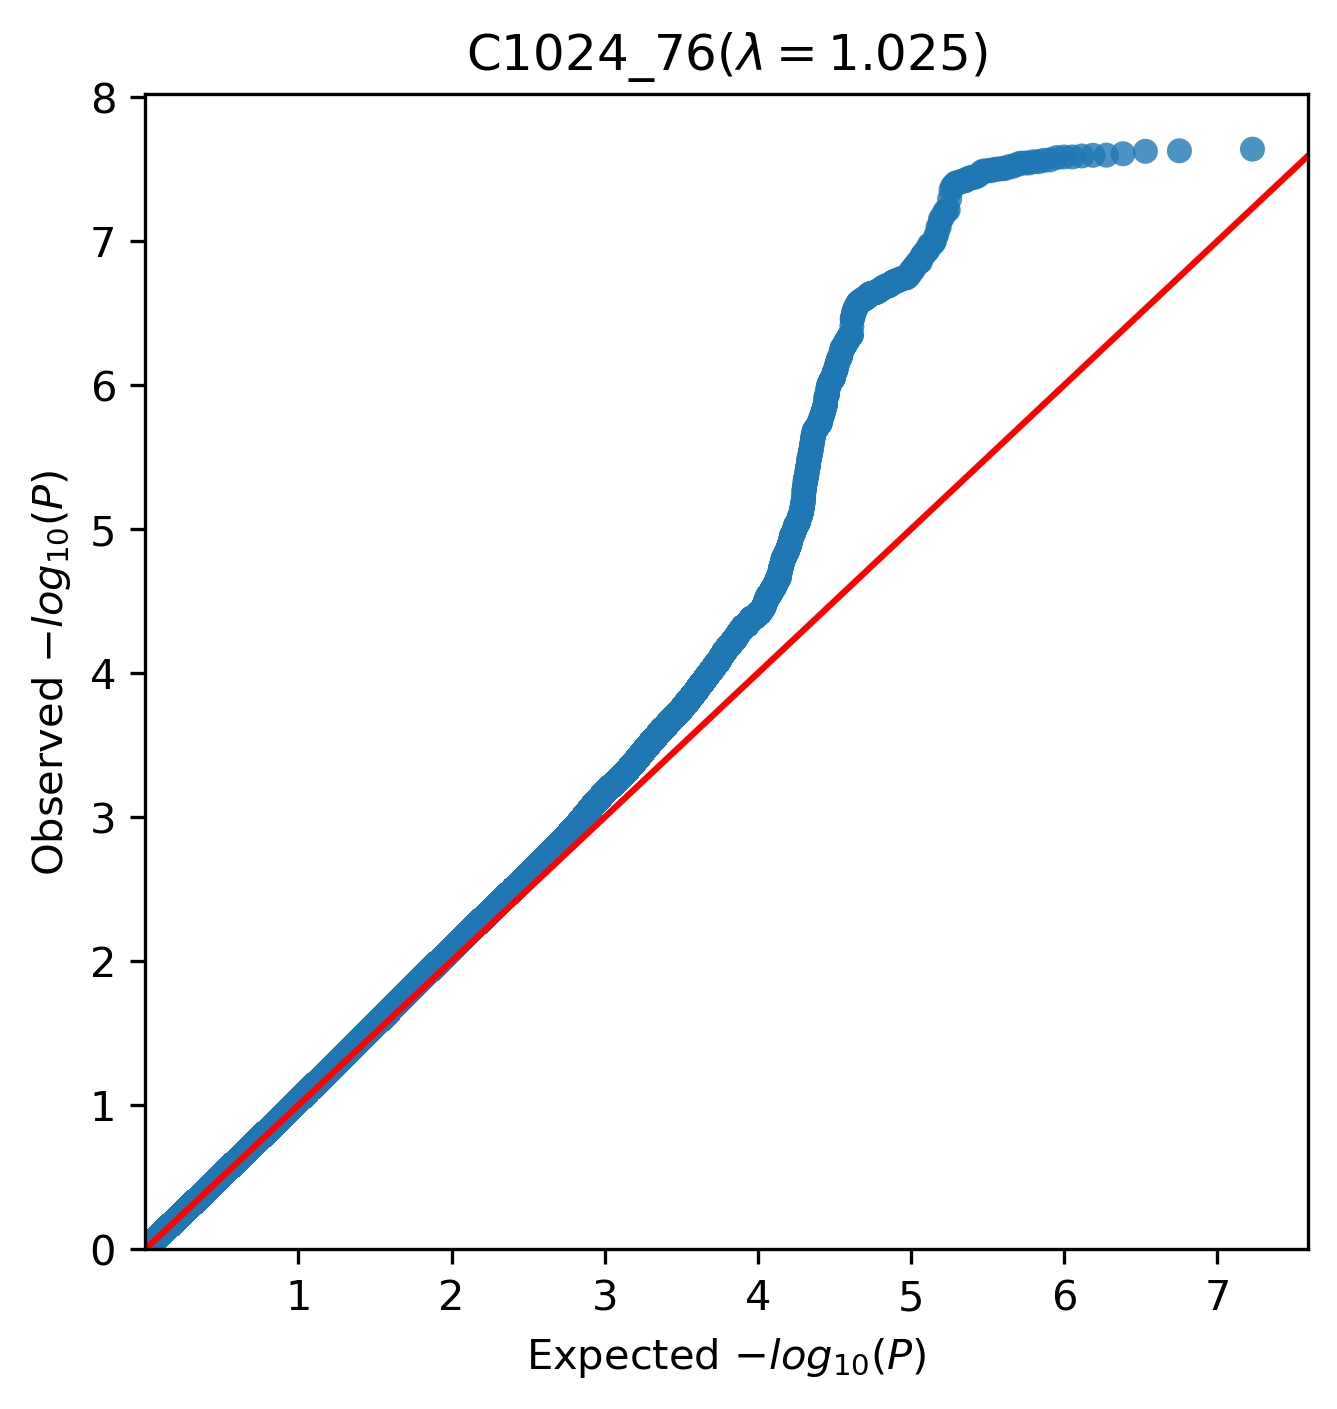 C1024_76(λ = 1.025)
8
7
6
5
4
3
2
1
0
Observed −log10(P)
1 2 3 4 5 6 7
Expected −log10(P)